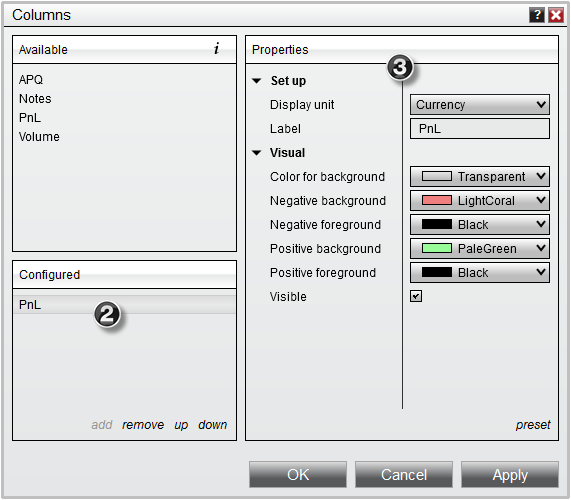 Columns
?
Available i
APQ
Notes
PnL
Volume
Configured
PnL
2
add remove up down
Properties
3
Set up
Display unit Currency
Label PnL
Visual
Color for background Transparent
Negative background LightCoral
Negative foreground Black
Positive background PaleGreen
Positive foreground Black
Visible
preset
OK Cancel Apply